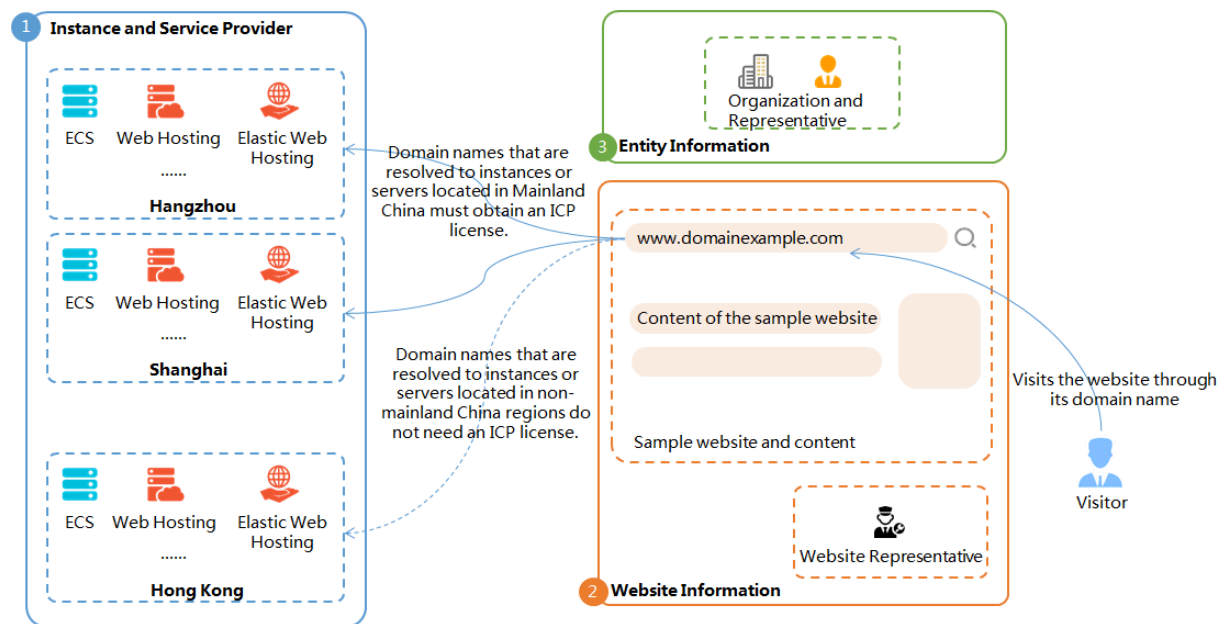 1 Instance and Service Provider
ECS Web Hosting Elastic Web
Hosting
......
Hangzhou
ECS Web Hosting Elastic Web
Hosting
......
Shanghai
ECS Web Hosting Elastic Web
Hosting
......
Hong Kong
Domain names that are
resolved to instances or
servers located in Mainland
China must obtain an ICP
license.
Domain names that are
resolved to instances or
servers located in non-
mainland China regions do
not need an ICP license.
Organization and
Representative
3 Entity Information
www.domainexample.com
Content of the sample website
Sample website and content
Website Representative
2 Website Information
Visits the website through
its domain name
Visitor